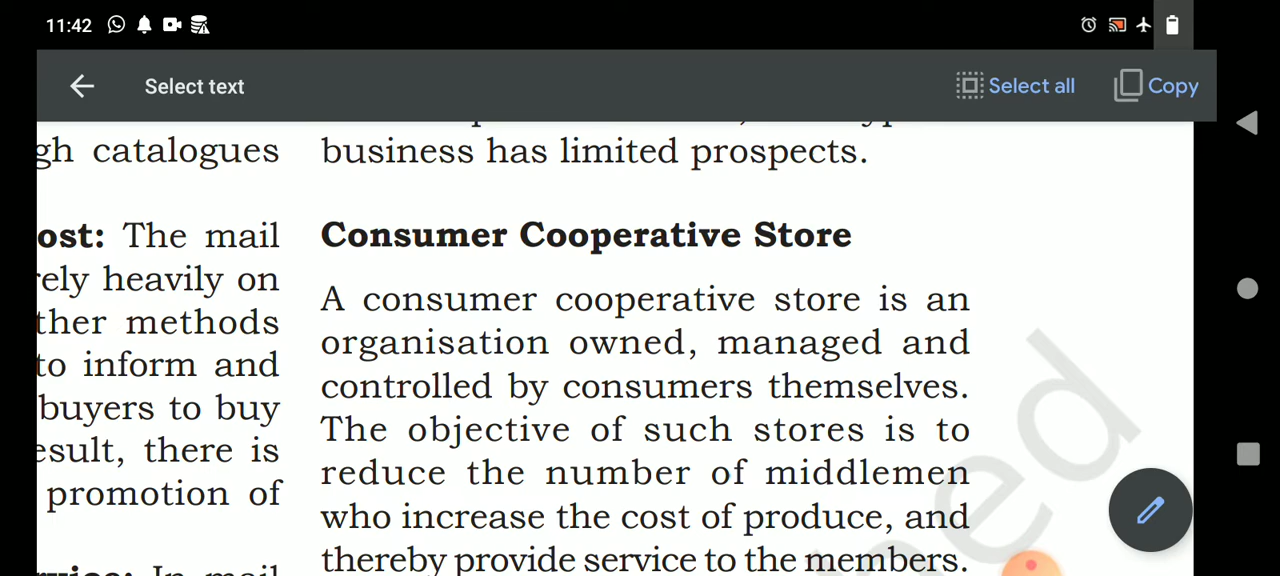 11:42
Select text
Select all
Copy
gh catalogues
ost: The mail
rely heavily on
ther methods
to inform and
buyers to buy
esult, there is
promotion of
In mail
business has limited prospects.
Consumer Cooperative Store
A consumer cooperative store is an
organisation owned, managed and
controlled by consumers themselves.
The objective of such stores is to
reduce the number of middlemen
who increase the cost of produce, and
thereby provide service to the members.